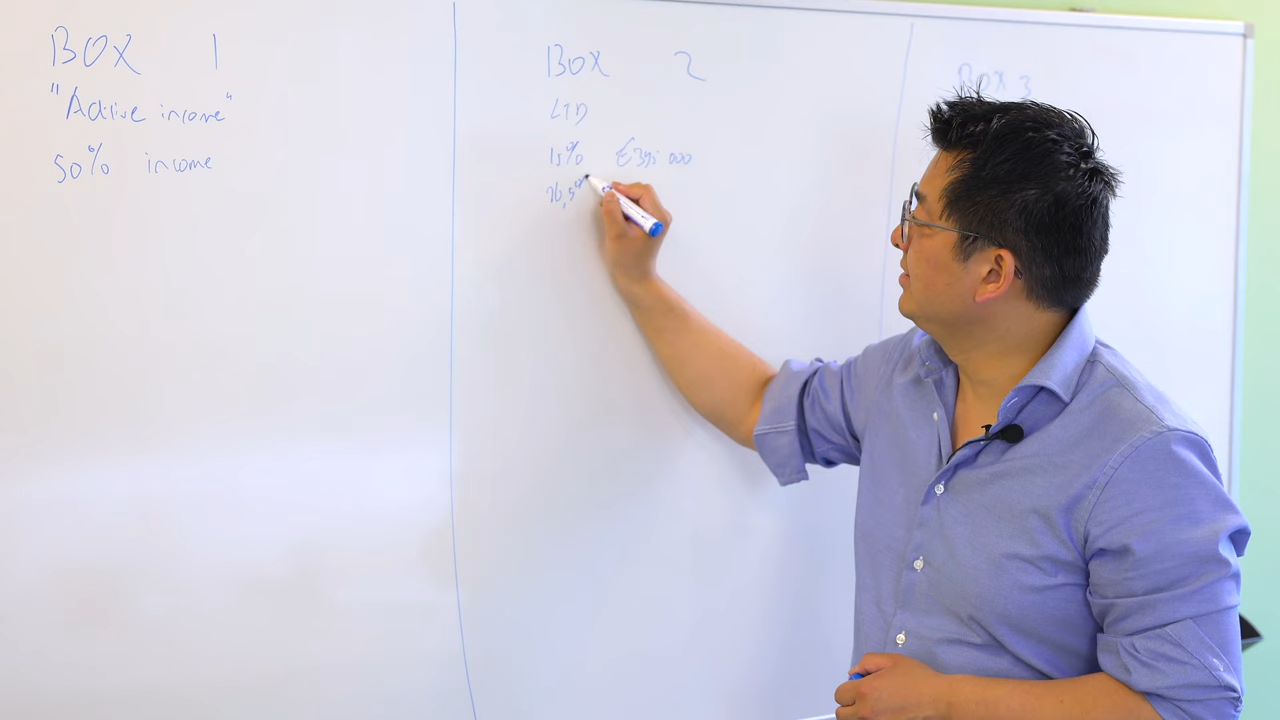 BOX 1
"Active income"
50% income
BOX 2
LTD
15% €395 000
26,5%
BOX 3